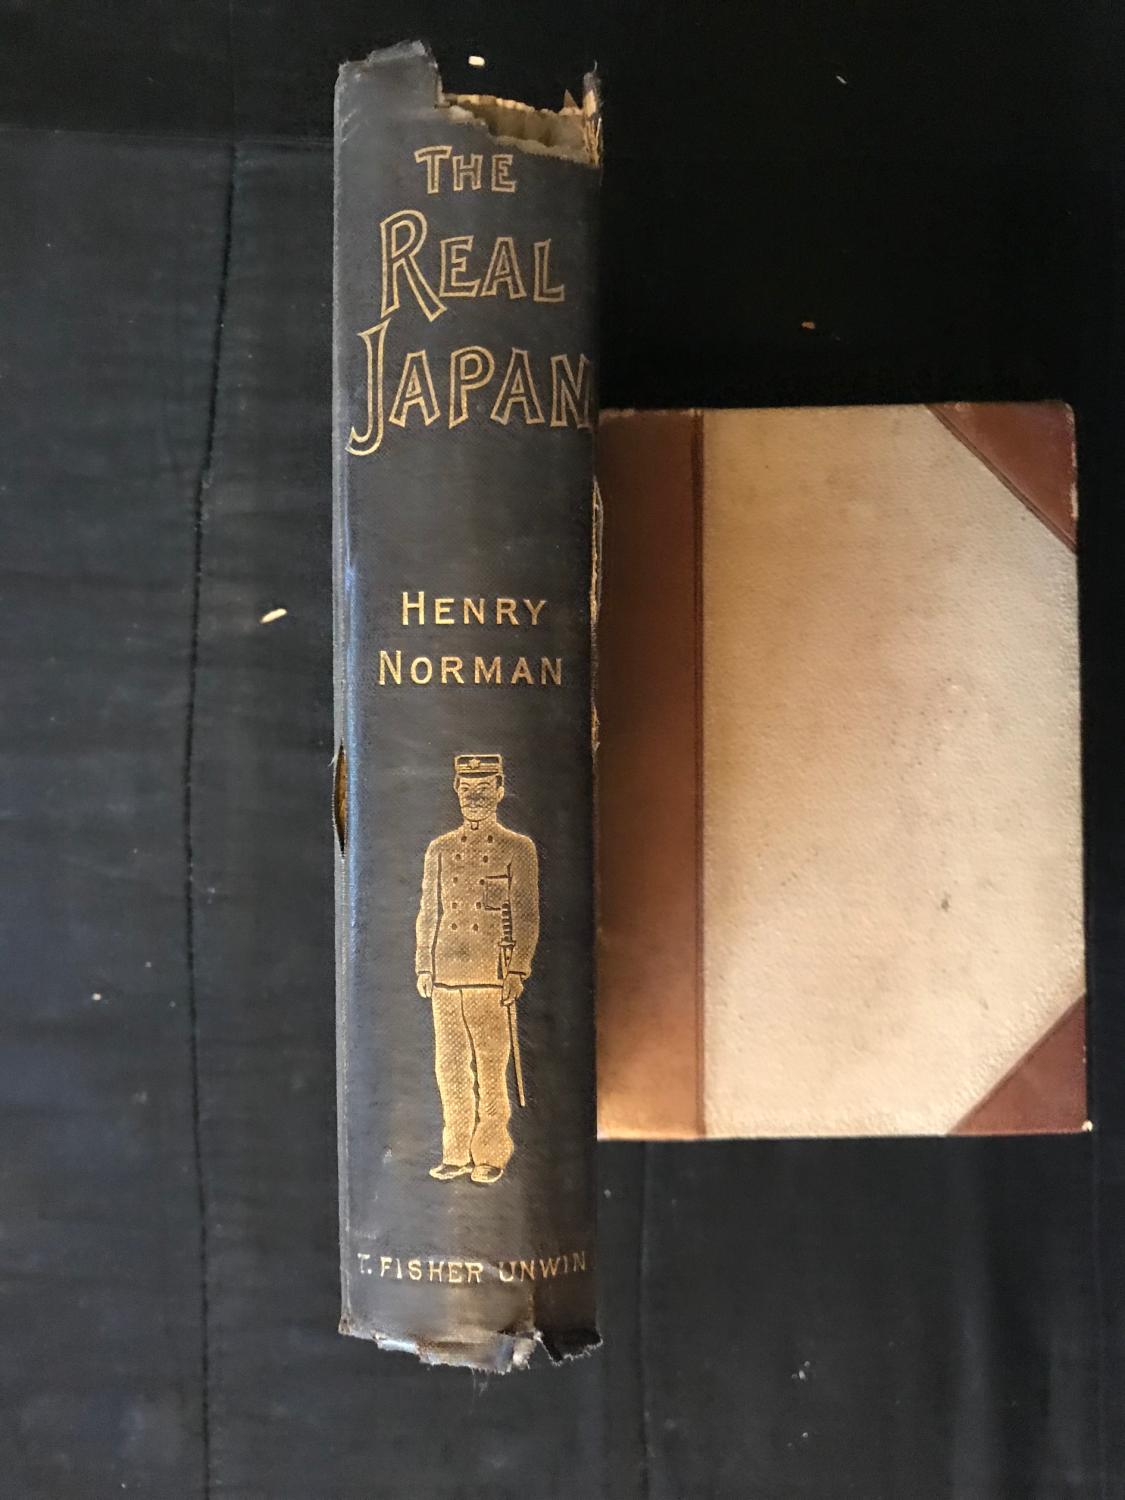 THE
REAL
JAPAN
HENRY
NORMAN
T. FISHER UNWIN